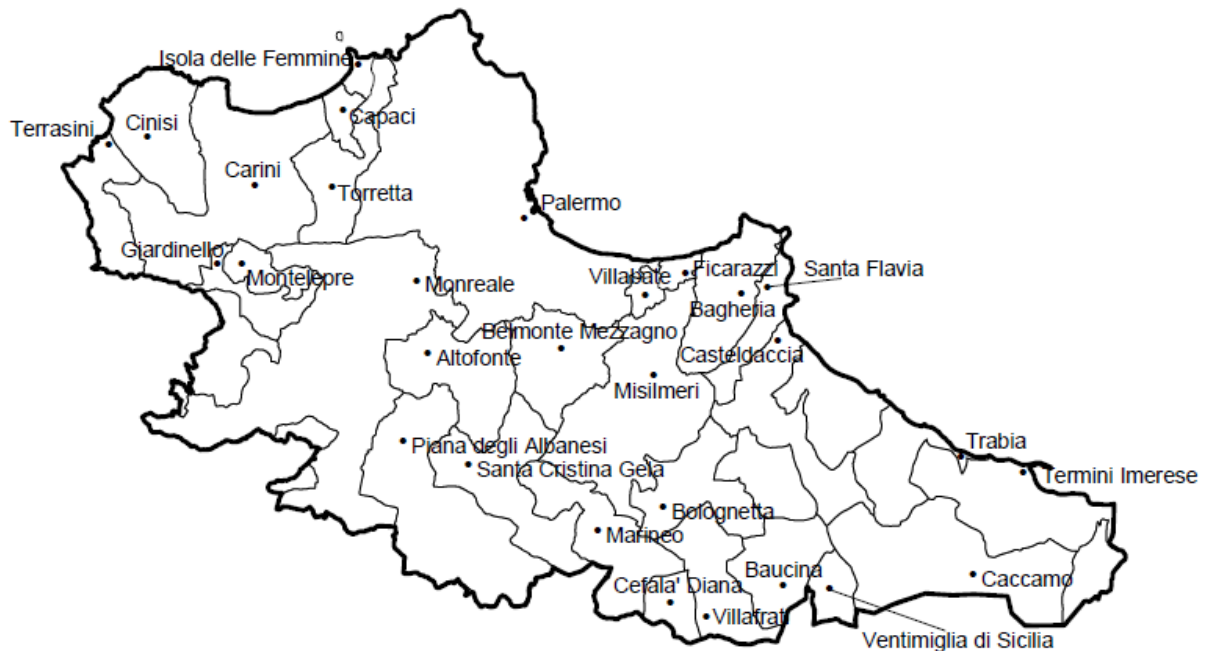 Isola delle Femmine
Capaci
Terrasini
Cinisi
Carini
Torretta
Palermo
Giardinello
Montelepre
Monreale
Villabate
Ficarazzi
Santa Flavia
Bagheria
Belmonte Mezzagno
Altofonte
Casteldaccia
Misilmeri
Piana degli Albanesi
Santa Cristina Gela
Trabia
Termini Imerese
Bolognetta
Marineo
Baucina
Cefala' Diana
Caccamo
Villafrati
Ventimiglia di Sicilia